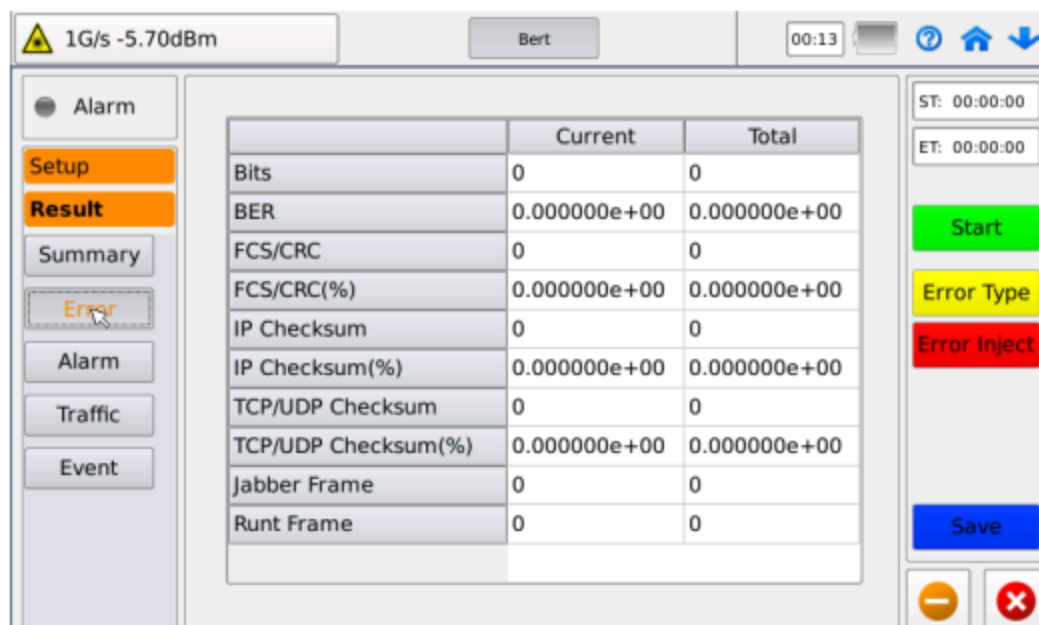 1G/s -5.70dBm
Bert
00:13
Alarm
Setup
Result
Summary
Error
Alarm
Traffic
Event
Current Total
Bits 0 0
BER 0.000000e+00 0.000000e+00
FCS/CRC 0 0
FCS/CRC(%) 0.000000e+00 0.000000e+00
IP Checksum 0 0
IP Checksum(%) 0.000000e+00 0.000000e+00
TCP/UDP Checksum 0 0
TCP/UDP Checksum(%) 0.000000e+00 0.000000e+00
Jabber Frame 0 0
Runt Frame 0 0
ST: 00:00:00
ET: 00:00:00
Start
Error Type
Error Inject
Save